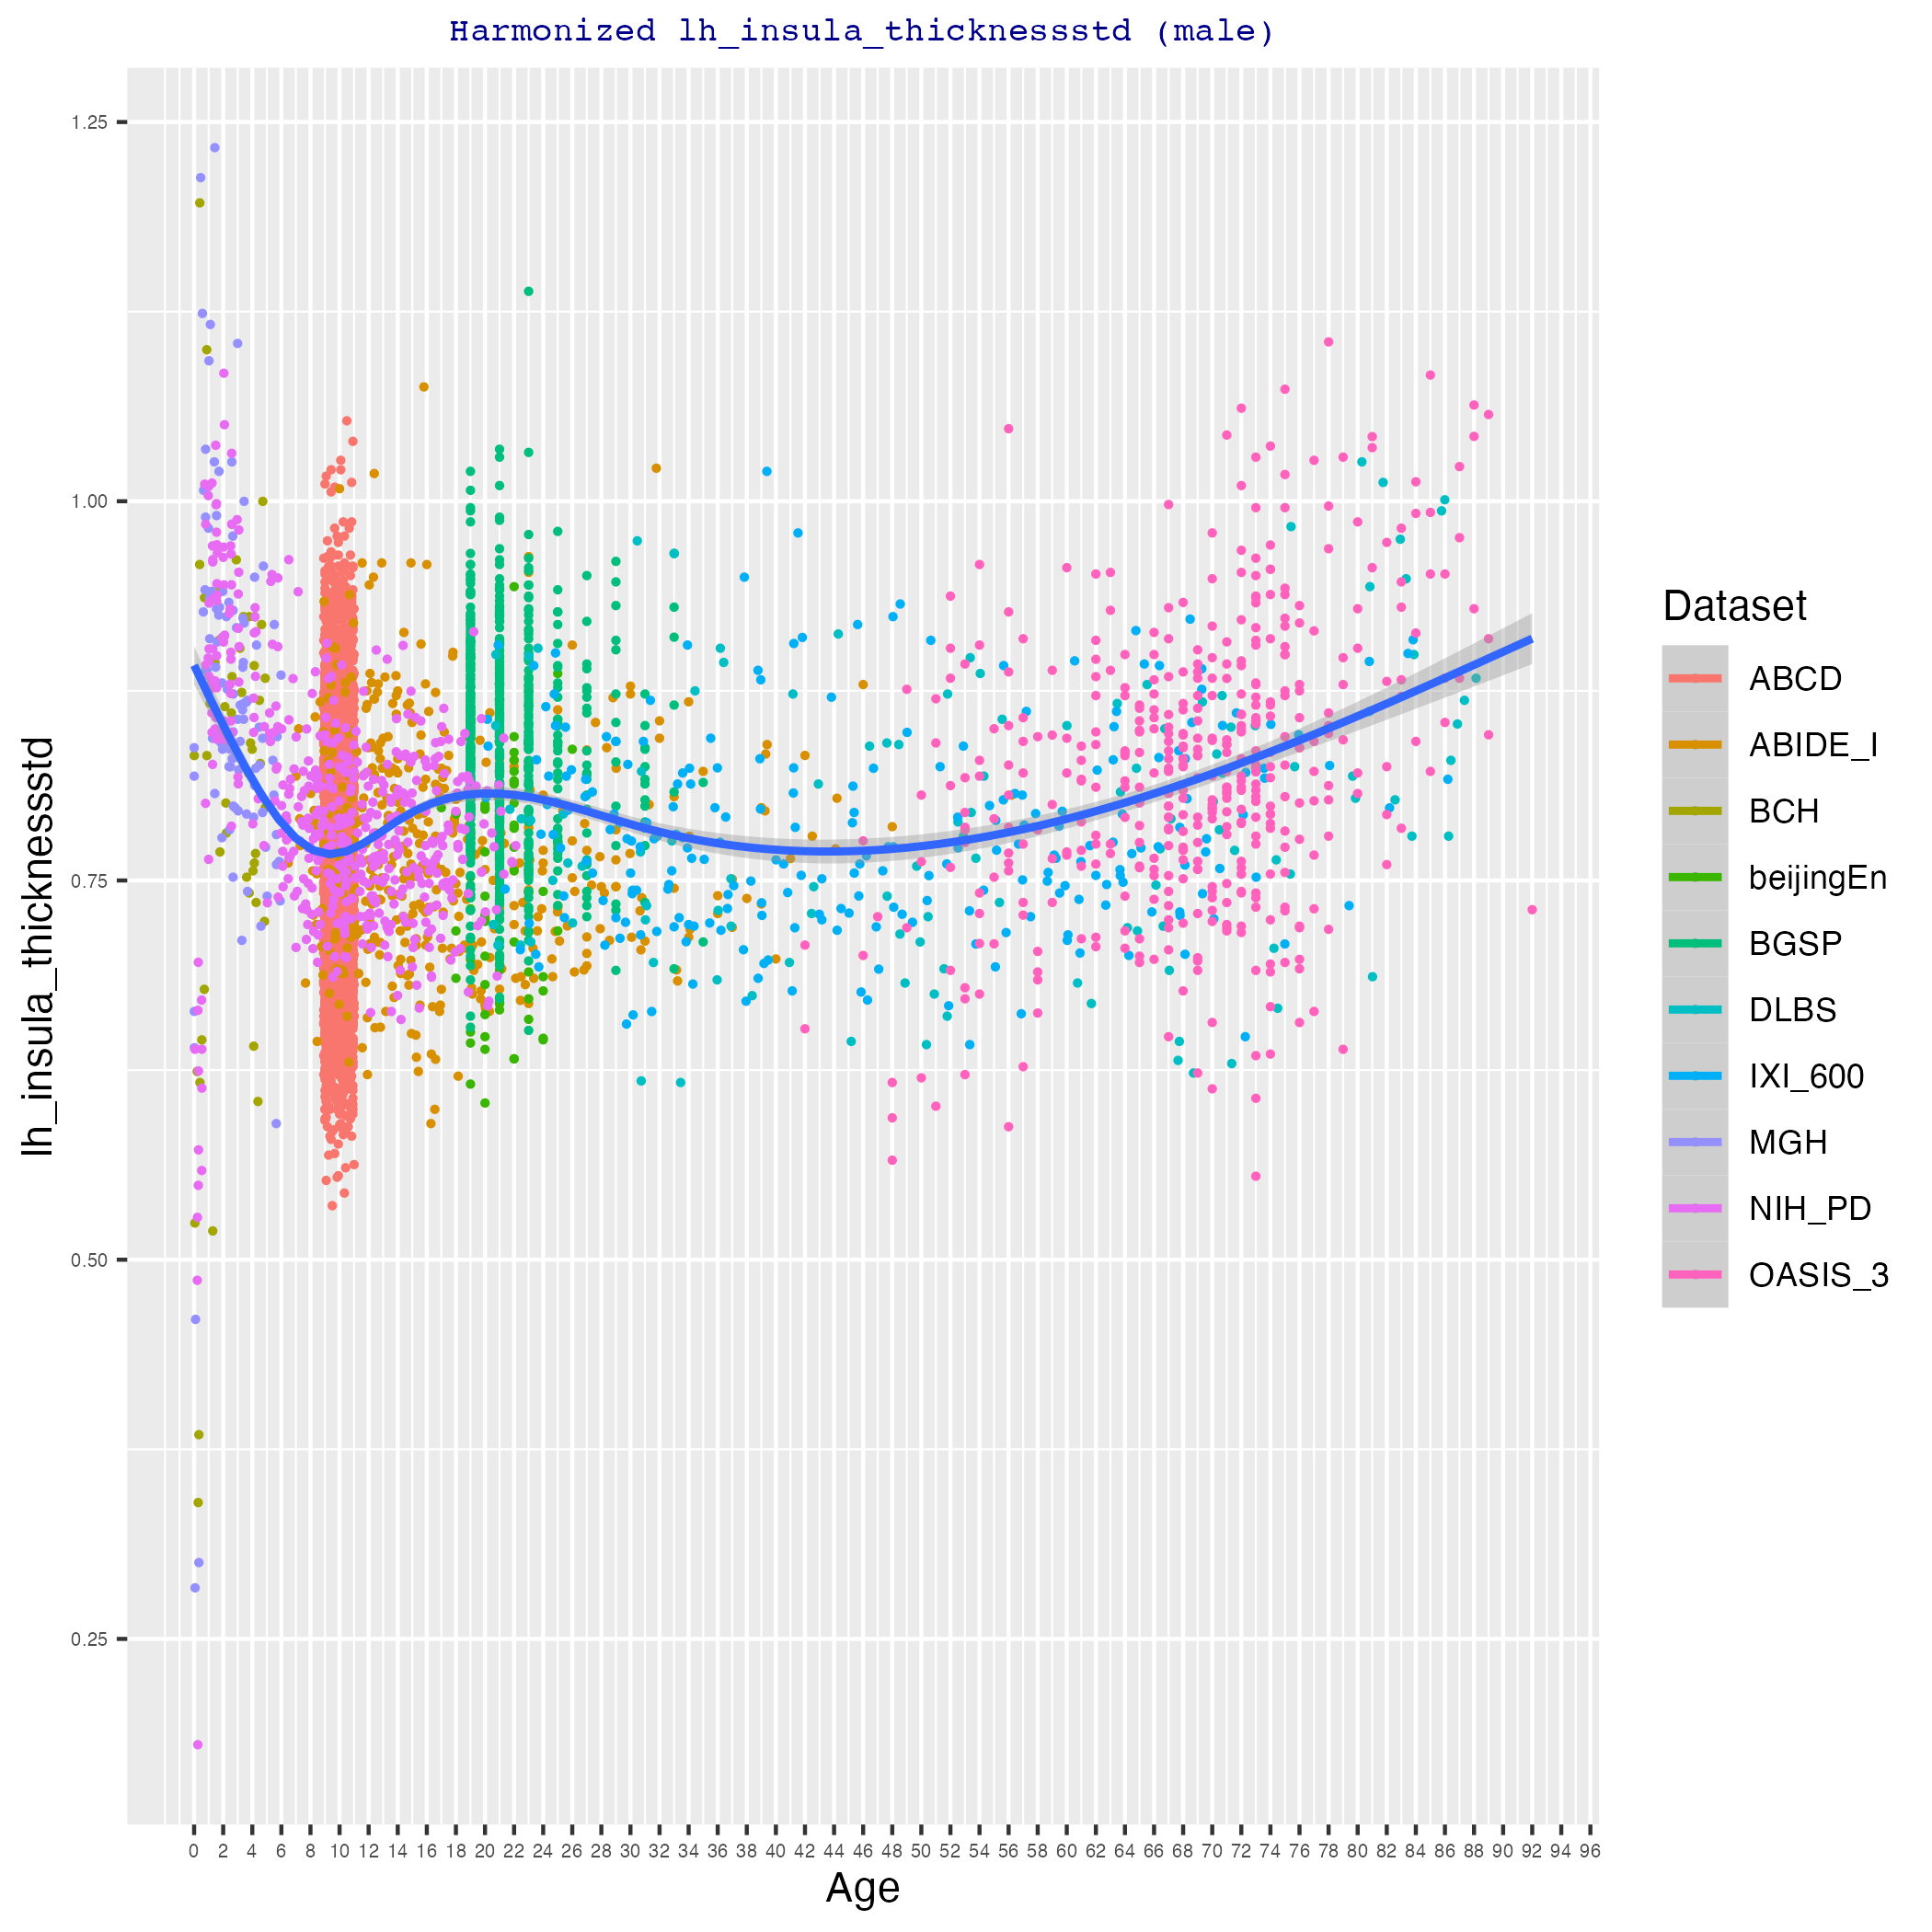 Harmonized lh_insula_thicknessstd (male)
lh_insula_thicknessstd
1.25
1.00
0.75
0.50
0.25
0 2 4 6 8 10 12 14 16 18 20 22 24 26 28 30 32 34 36 38 40 42 44 46 48 50 52 54 56 58 60 62 64 66 68 70 72 74 76 78 80 82 84 86 88 90 92 94 96
Age
Dataset
ABCD
ABIDE_I
BCH
beijingEn
BGSP
DLBS
IXI_600
MGH
NIH_PD
OASIS_3